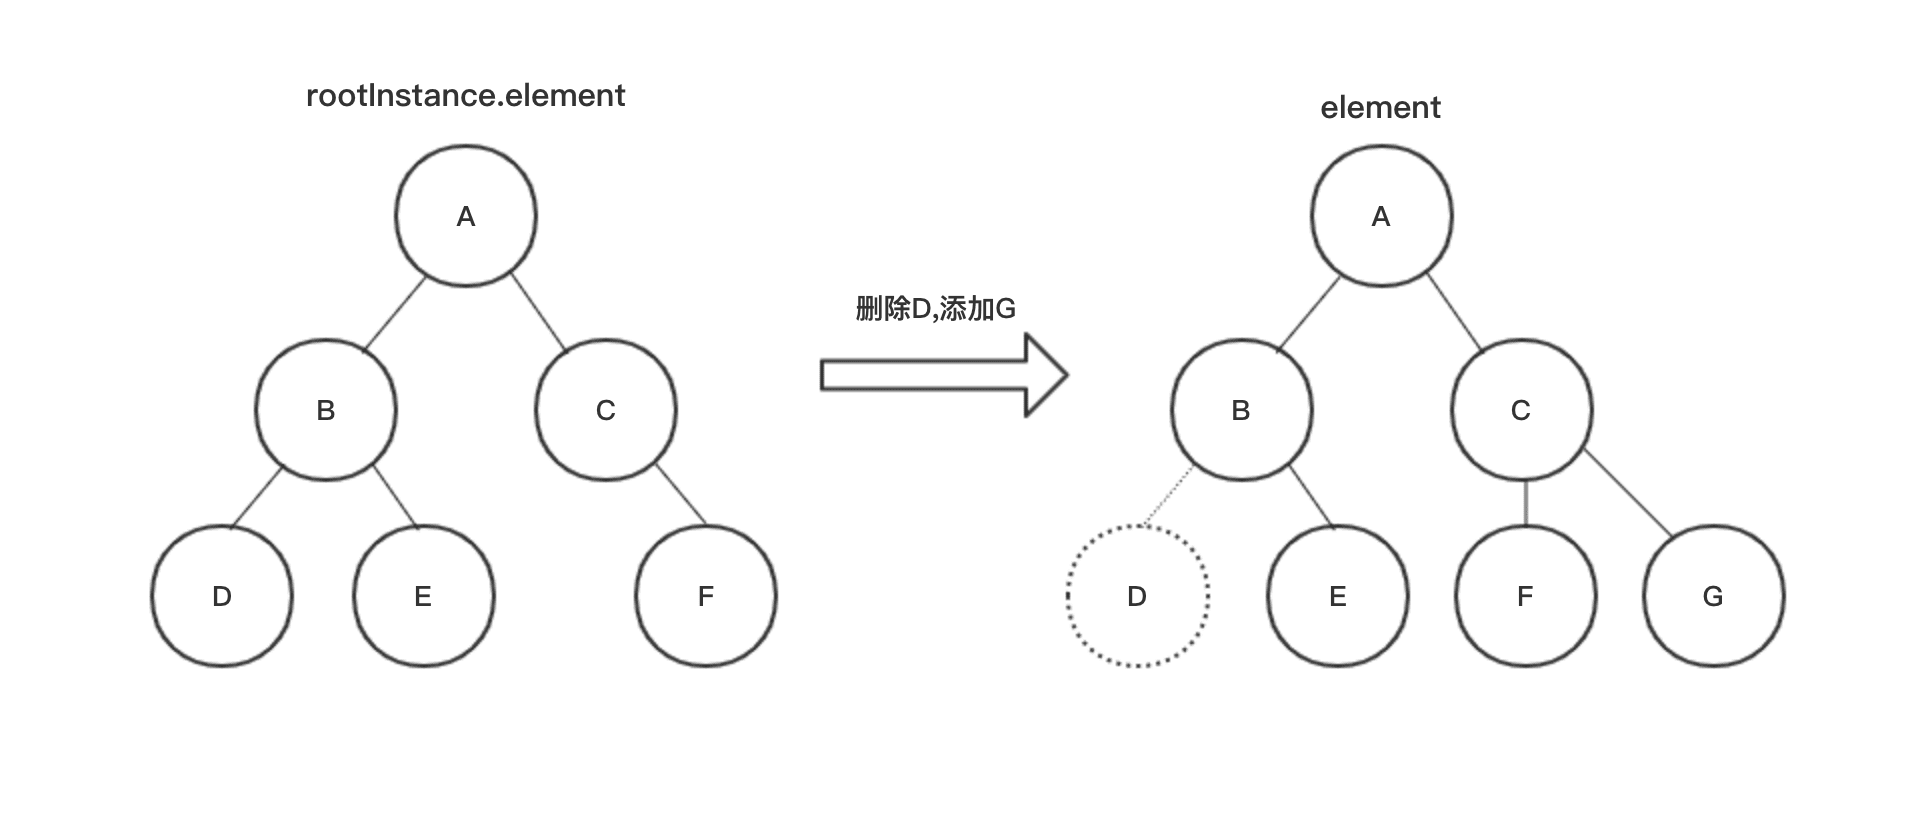 rootInstance.element
element
A
A
删除D,添加G
B
C
B
C
D
E
F
D
E
F
G